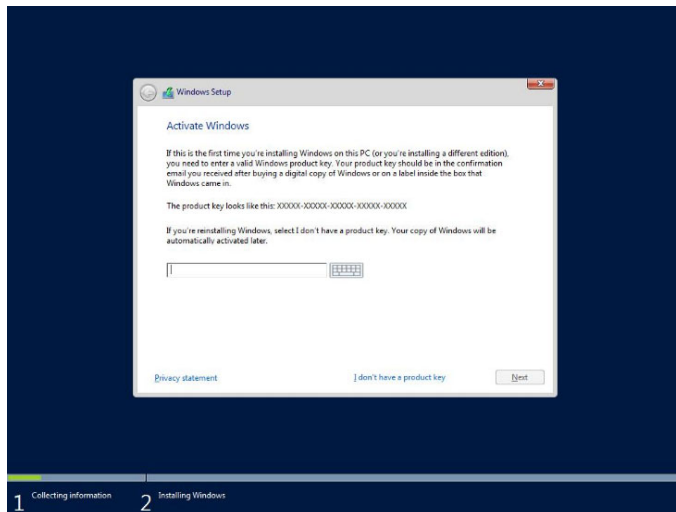 Windows Setup
Activate Windows
If this is the first time you're installing Windows on this PC (or you're installing a different edition),
you need to enter a valid Windows product key. Your product key should be in the confirmation
email you received after buying a digital copy of Windows or on a label inside the box that
Windows came in.
The product key looks like this: XXXXX-XXXXX-XXXXX-XXXXX-XXXXX
If you're reinstalling Windows, select I don't have a product key. Your copy of Windows will be
automatically activated later.
Privacy statement I don't have a product key Next
1 Collecting information 2 Installing Windows